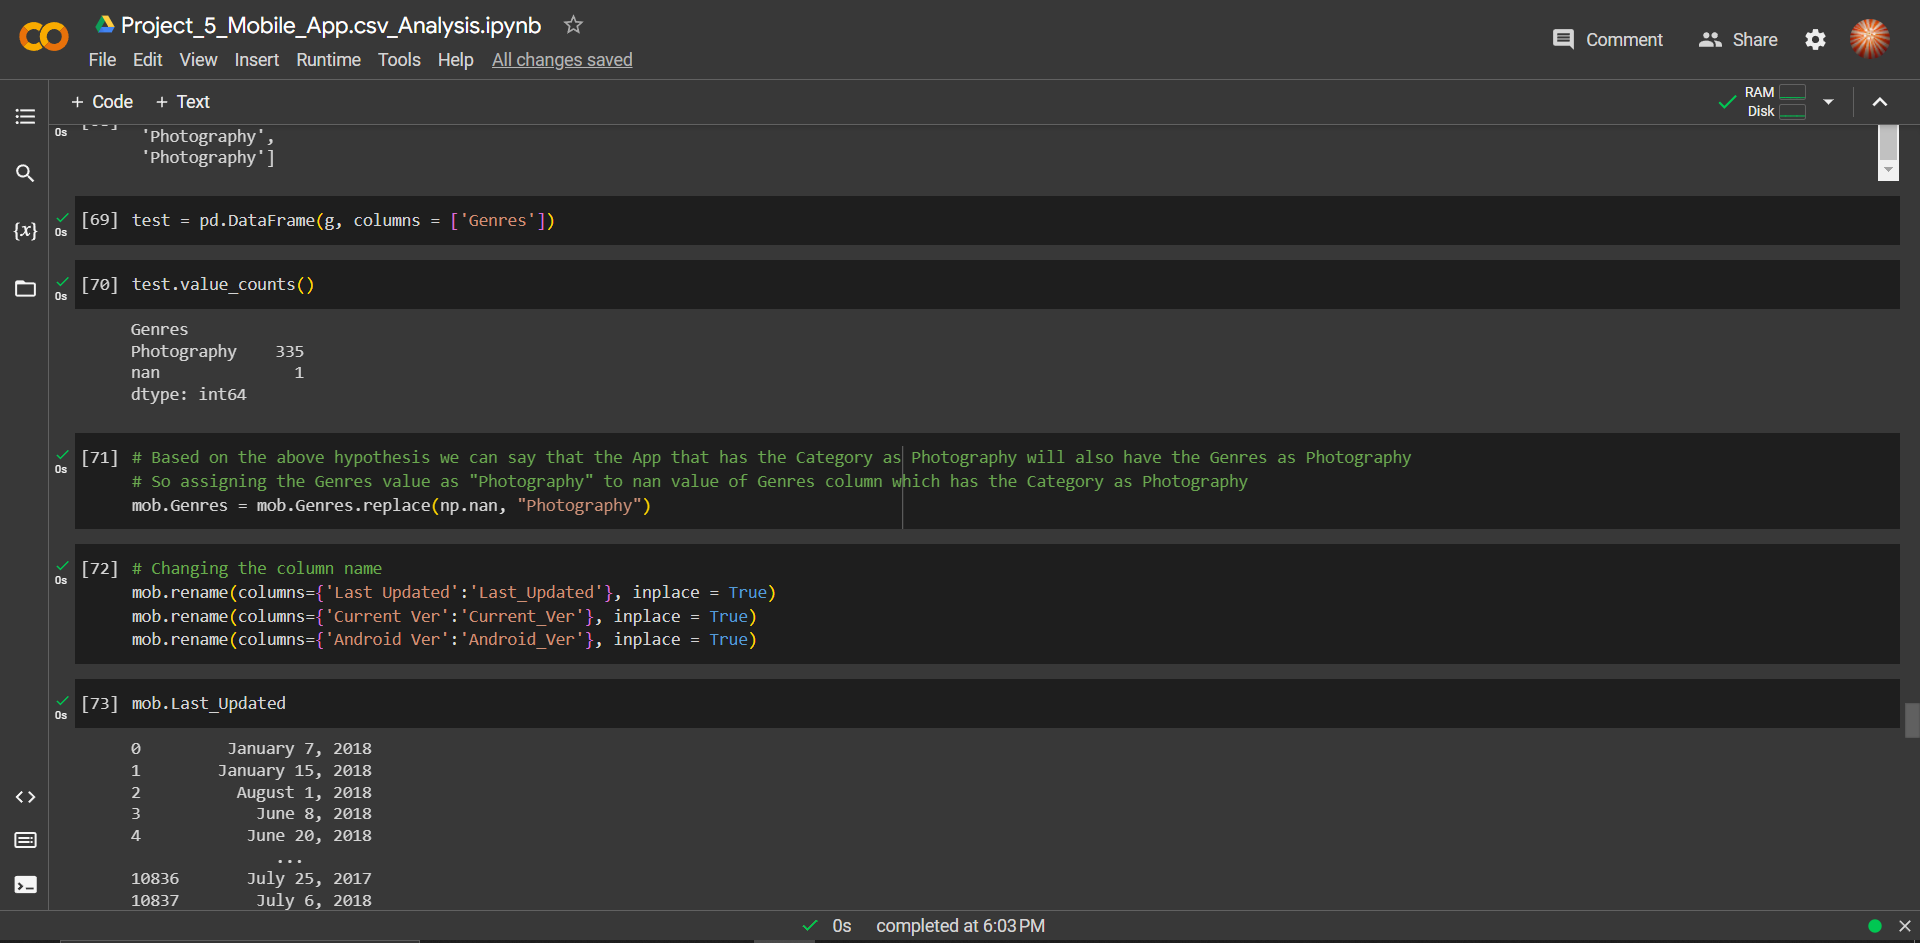 Project_5_Mobile_App.csv_Analysis.ipynb
File Edit View Insert Runtime Tools Help All changes saved
Comment Share
+ Code + Text
RAM
Disk
0s
'Photography',
'Photography']
[69] test = pd.DataFrame(g, columns = ['Genres'])
0s
[70] test.value_counts()
0s
Genres
Photography    335
nan              1
dtype: int64
[71] # Based on the above hypothesis we can say that the App that has the Category as Photography will also have the Genres as Photography
0s
# So assigning the Genres value as "Photography" to nan value of Genres column which has the Category as Photography
mob.Genres = mob.Genres.replace(np.nan, "Photography")
[72] # Changing the column name
0s
mob.rename(columns={'Last Updated':'Last_Updated'}, inplace = True)
mob.rename(columns={'Current Ver':'Current_Ver'}, inplace = True)
mob.rename(columns={'Android Ver':'Android_Ver'}, inplace = True)
[73] mob.Last_Updated
0s
0         January 7, 2018
1        January 15, 2018
2          August 1, 2018
3            June 8, 2018
4           June 20, 2018
...
10836       July 25, 2017
10837        July 6, 2018
{x}
0s completed at 6:03 PM